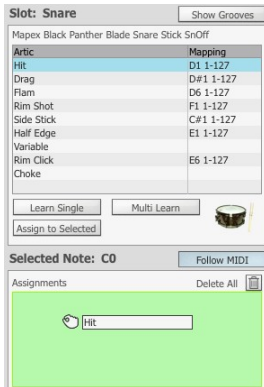 Slot: Snare Show Grooves
Mapex Black Panther Blade Snare Stick SnOff
Artic Mapping
Hit D1 1-127
Drag D#1 1-127
Flam D6 1-127
Rim Shot F1 1-127
Side Stick C#1 1-127
Half Edge E1 1-127
Variable
Rim Click E6 1-127
Choke
Learn Single Multi Learn
Assign to Selected
Selected Note: C0 Follow MIDI
Assignments Delete All
Hit